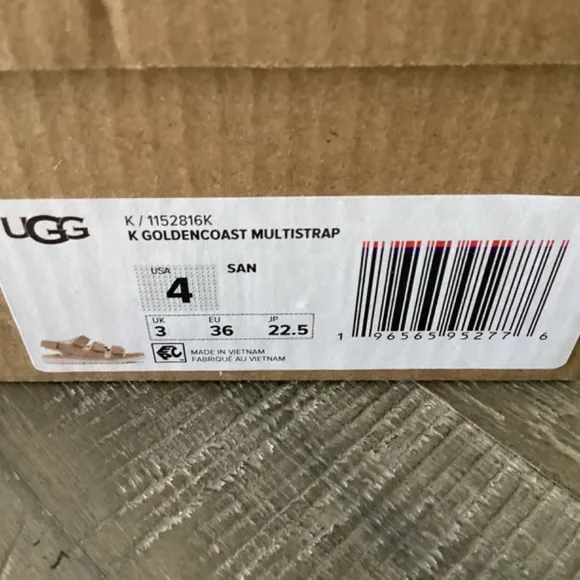 UGG
K / 1152816K
K GOLDENCOAST MULTISTRAP
USA
4
SAN
UK
3
EU
36
JP
22.5
MADE IN VIETNAM
FABRIQUÉ AU VIETNAM
1 96565 95277 6